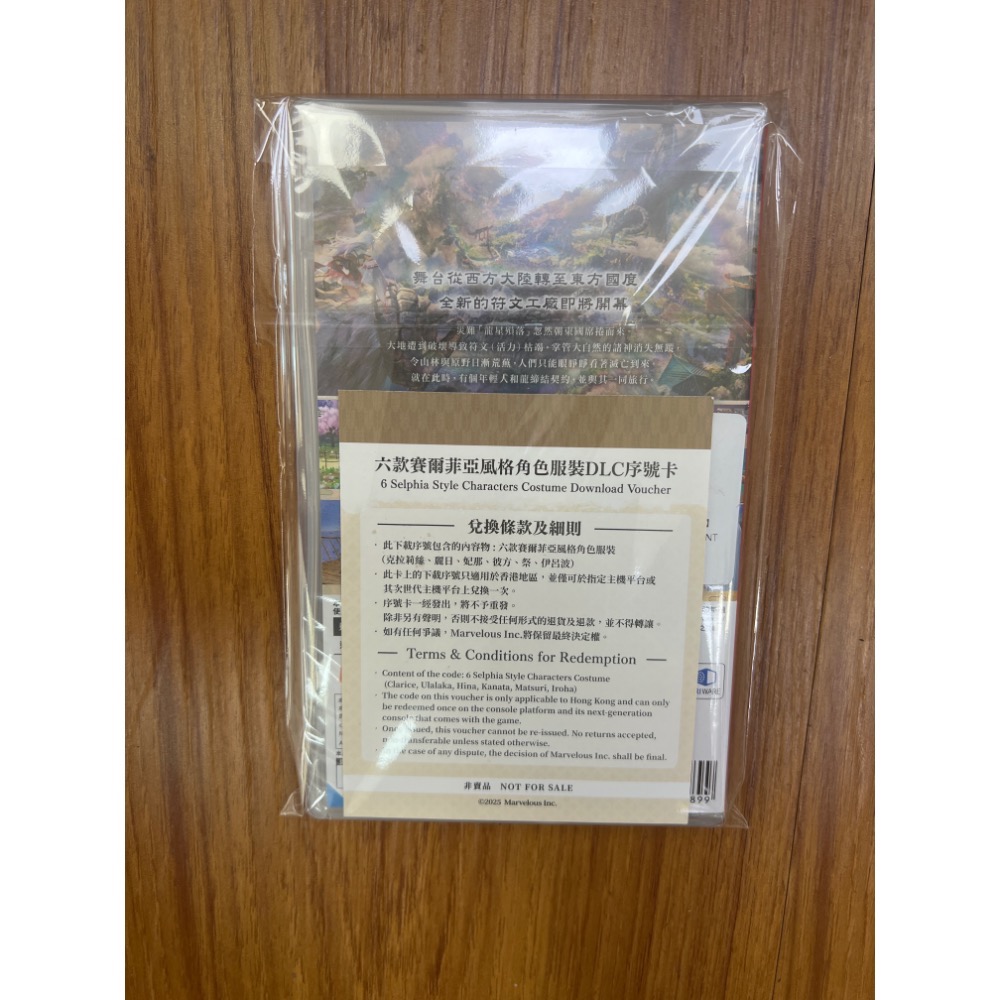 舞台從西方大陸轉至東方國度
全新的符文工廠即將開幕
災難「龍星殞落」忽然朝東國席捲而來。
大地遭到破壞導致符文(活力)枯竭,掌管大自然的諸神消失無蹤。
令山林與原野日漸荒蕪,人們只能眼睜睜看著滅亡到來。
就在此時,有個年輕人和龍締結契約,並與其一同旅行。
六款賽爾菲亞風格角色服裝DLC序號卡
6 Selphia Style Characters Costume Download Voucher
兌換條款及細則
· 此下載序號包含的內容物:六款賽爾菲亞風格角色服裝
(克拉莉絲、麗日、妃那、彼方、祭、伊呂波)
· 此卡上的下載序號只適用於香港地區,並僅可於指定主機平台或
其次世代主機平台上兌換一次。
· 序號卡一經發出,將不予重發。
除非另有聲明,否則不接受任何形式的退貨及退款,並不得轉讓。
· 如有任何爭議,Marvelous Inc.將保留最終決定權。
Terms & Conditions for Redemption
· Content of the code: 6 Selphia Style Characters Costume
(Clarice, Ulalaka, Hina, Kanata, Matsuri, Iroha)
· The code on this voucher is only applicable to Hong Kong and can only
be redeemed once on the console platform and its next-generation
console that comes with the game.
· Once issued, this voucher cannot be re-issued. No returns accepted,
transferable unless stated otherwise.
case of any dispute, the decision of Marvelous Inc. shall be final.
非賣品 NOT FOR SALE
©2025 Marvelous Inc.
899